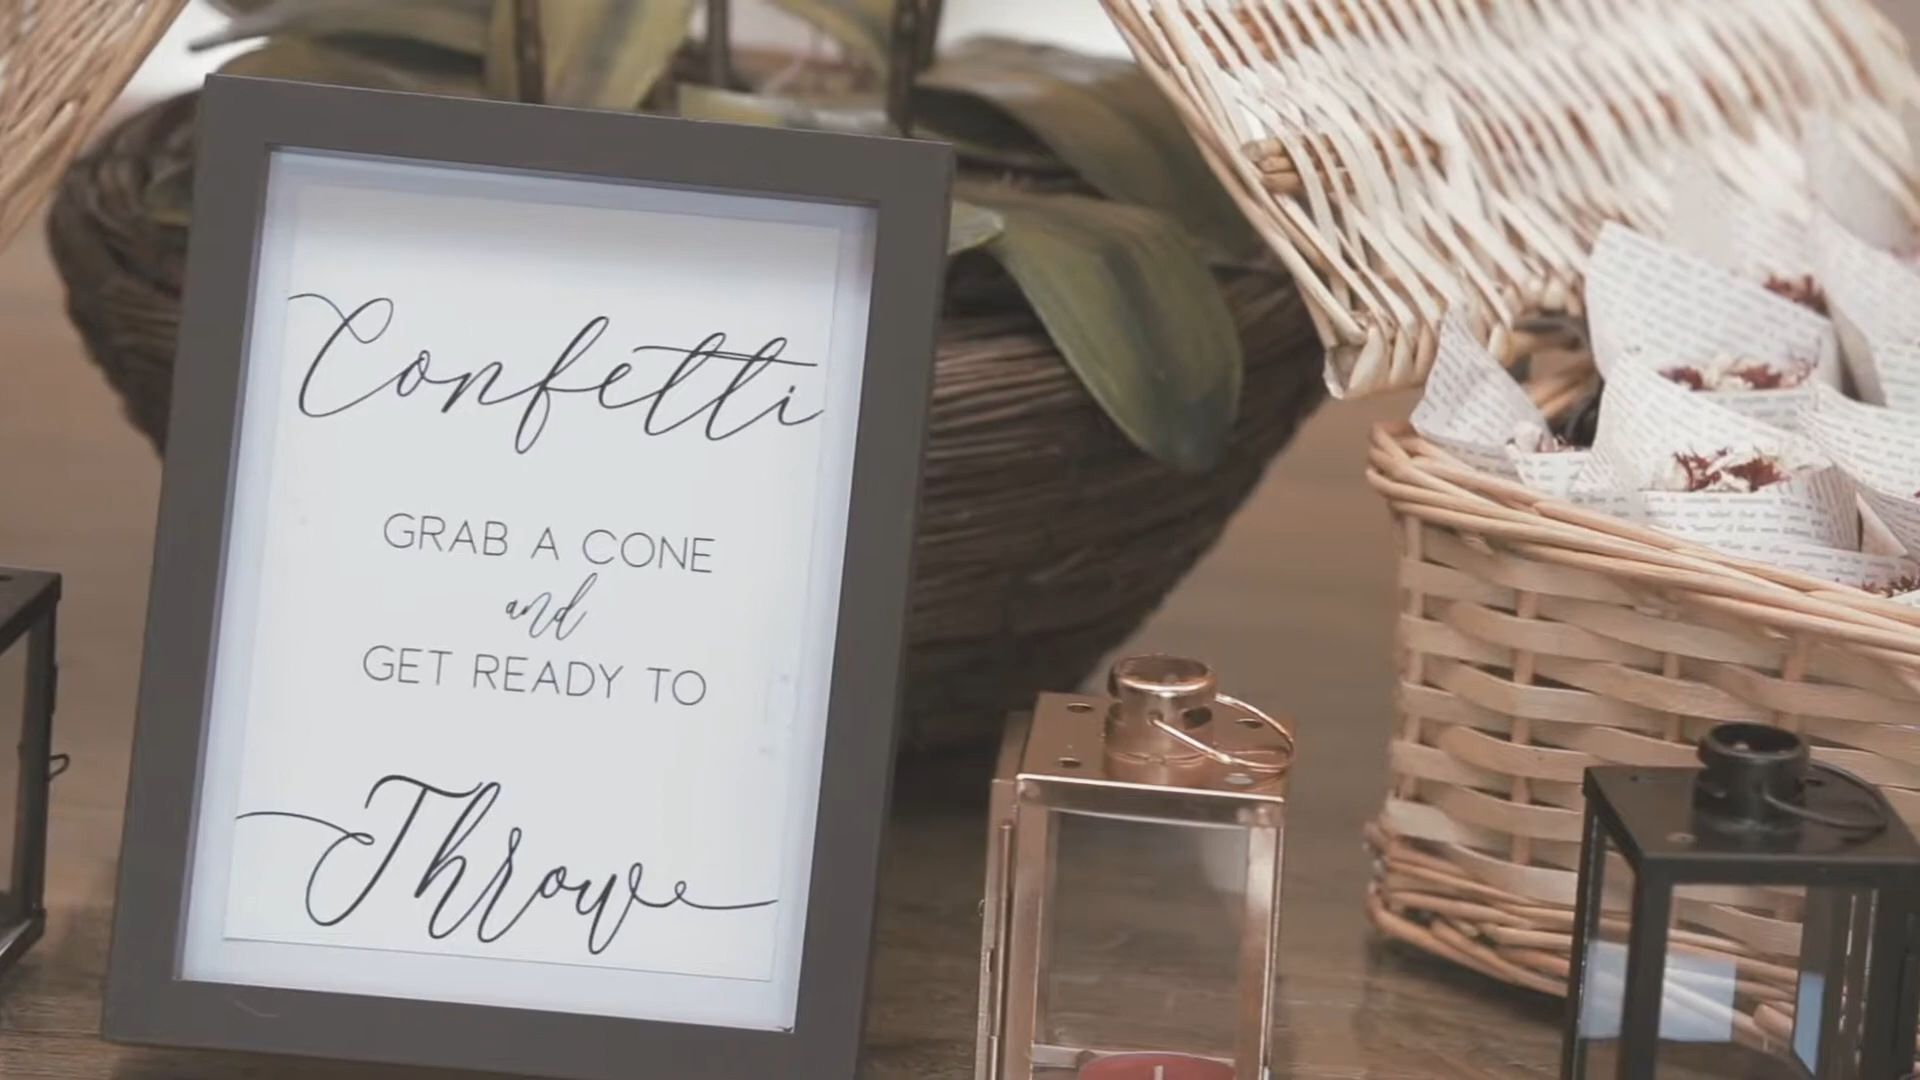 Confetti
GRAB A CONE
and
GET READY TO
Throw